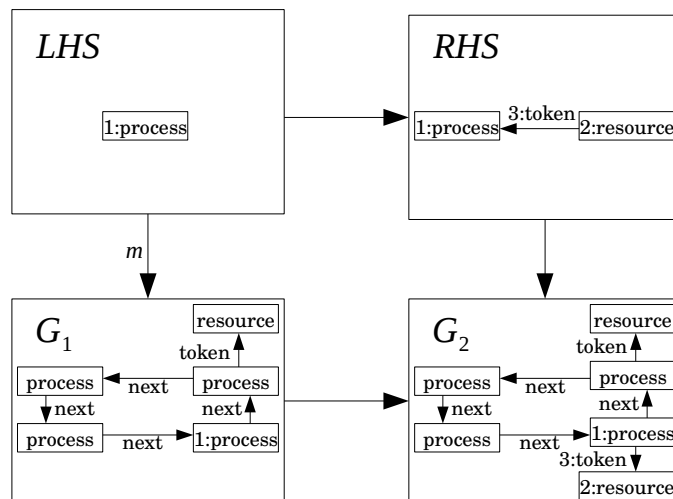 LHS
1:process
RHS
3:token
1:process
2:resource
m
G1
resource
token
process
next
process
next
next
process
next
1:process
G2
resource
token
process
next
process
next
next
process
next
1:process
3:token
2:resource